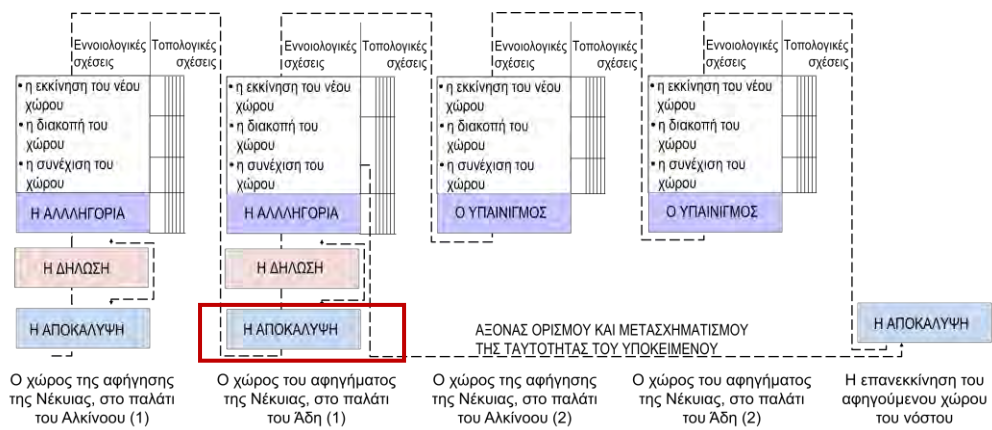 Εννοιολογικές
σχέσεις
Τοπολογικές
σχέσεις
• η εκκίνηση του νέου
χώρου
• η διακοπή του
χώρου
• η συνέχιση του
χώρου
Η ΑΛΛΛΗΓΟΡΙΑ
Η ΔΗΛΩΣΗ
Η ΑΠΟΚΑΛΥΨΗ
Ο χώρος της αφήγησης
της Νέκυιας, στο παλάτι
του Αλκίνοου (1)
Εννοιολογικές
σχέσεις
Τοπολογικές
σχέσεις
• η εκκίνηση του νέου
χώρου
• η διακοπή του
χώρου
• η συνέχιση του
χώρου
Η ΑΛΛΛΗΓΟΡΙΑ
Η ΔΗΛΩΣΗ
Η ΑΠΟΚΑΛΥΨΗ
Ο χώρος του αφηγήματος
της Νέκυιας, στο παλάτι
του Άδη (1)
Εννοιολογικές
σχέσεις
Τοπολογικές
σχέσεις
• η εκκίνηση του νέου
χώρου
• η διακοπή του
χώρου
• η συνέχιση του
χώρου
Ο ΥΠΑΙΝΙΓΜΟΣ
Ο χώρος της αφήγησης
της Νέκυιας, στο παλάτι
του Αλκίνοου (2)
Εννοιολογικές
σχέσεις
Τοπολογικές
σχέσεις
• η εκκίνηση του νέου
χώρου
• η διακοπή του
χώρου
• η συνέχιση του
χώρου
Ο ΥΠΑΙΝΙΓΜΟΣ
Ο χώρος του αφηγήματος
της Νέκυιας, στο παλάτι
του Άδη (2)
ΑΞΟΝΑΣ ΟΡΙΣΜΟΥ ΚΑΙ ΜΕΤΑΣΧΗΜΑΤΙΣΜΟΥ
ΤΗΣ ΤΑΥΤΟΤΗΤΑΣ ΤΟΥ ΥΠΟΚΕΙΜΕΝΟΥ
Η ΑΠΟΚΑΛΥΨΗ
Η επανεκκίνηση του
αφηγούμενου χώρου
του νόστου